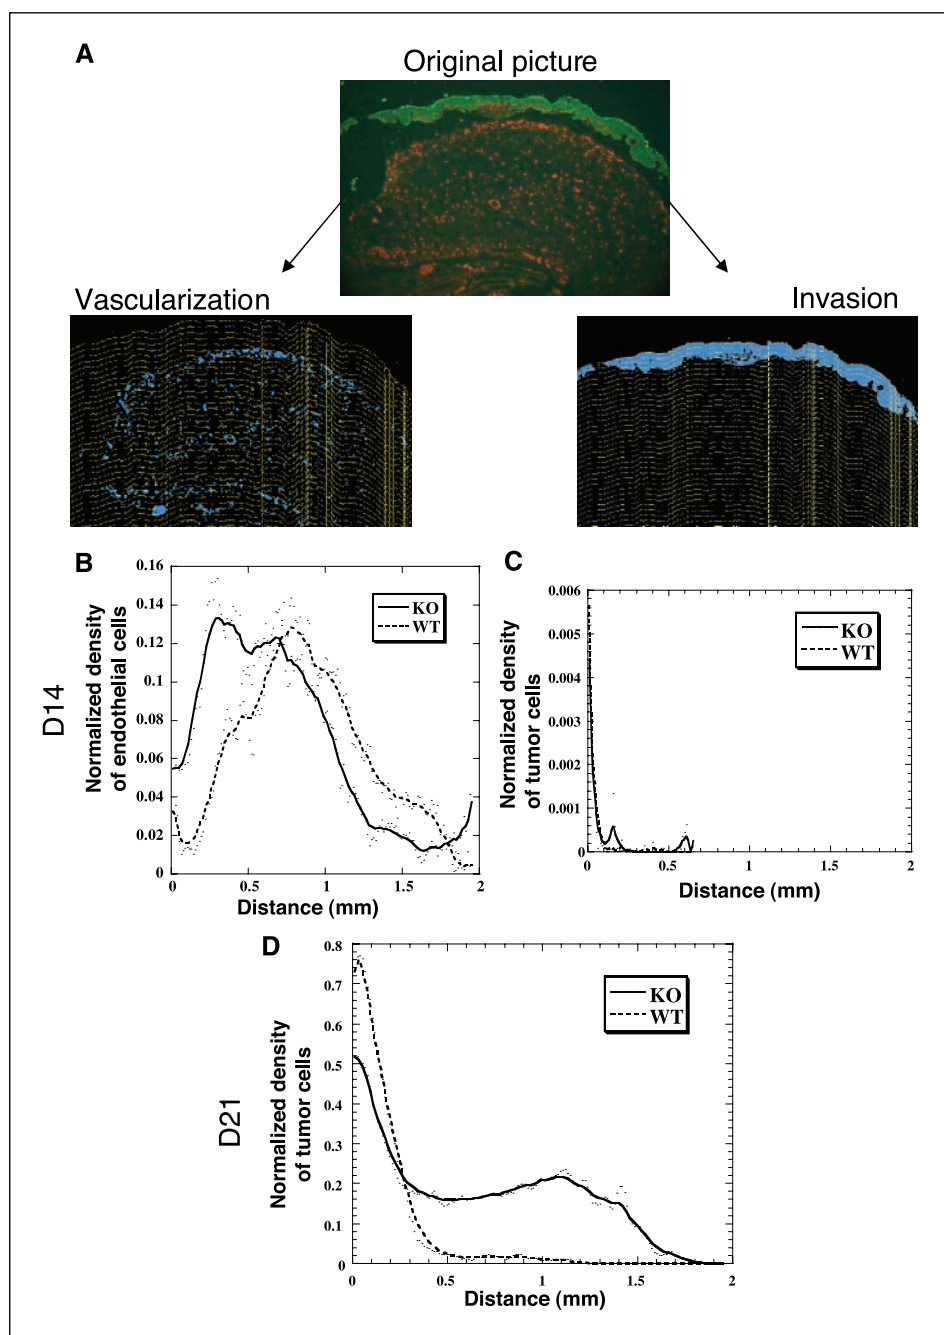 A
Original picture
Vascularization
Invasion
B
0.16
0.14
0.12
0.1
0.08
0.06
0.04
0.02
0
0.5
1
1.5
2
KO
WT
Normalized density
of endothelial cells
Distance (mm)
D14
C
0.006
0.005
0.004
0.003
0.002
0.001
0
0
0.5
1
1.5
2
KO
WT
Normalized density
of tumor cells
Distance (mm)
D
0.8
0.7
0.6
0.5
0.4
0.3
0.2
0.1
0
0
0.5
1
1.5
2
KO
WT
Normalized density
of tumor cells
Distance (mm)
D21